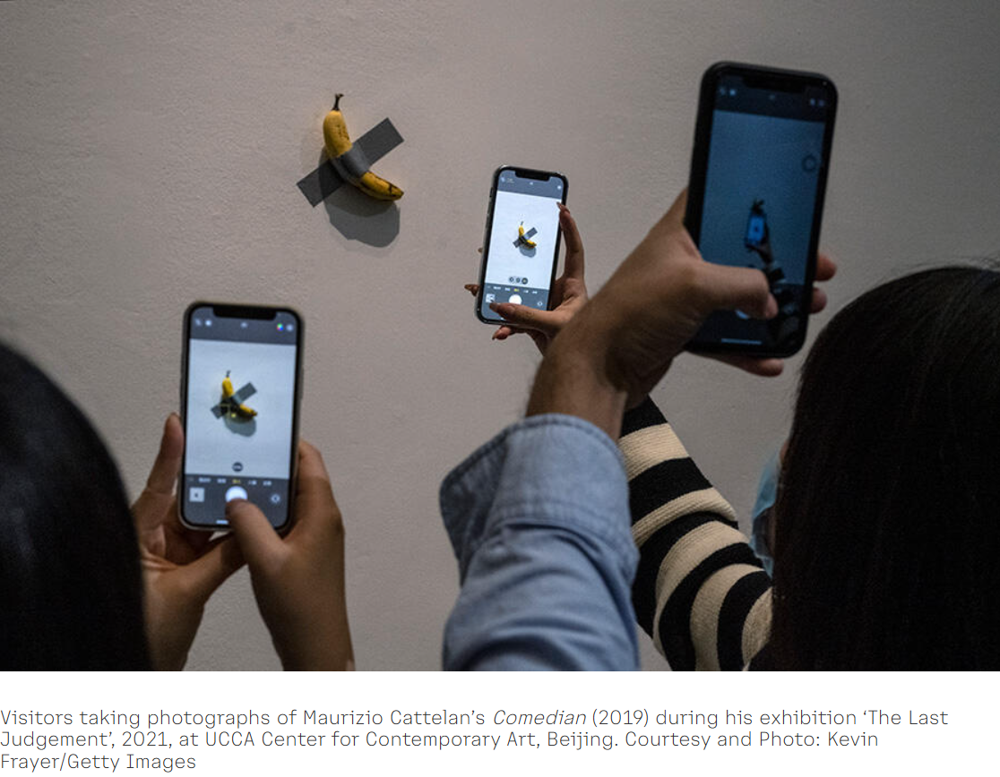 Visitors taking photographs of Maurizio Cattelan’s Comedian (2019) during his exhibition ‘The Last
Judgement’, 2021, at UCCA Center for Contemporary Art, Beijing. Courtesy and Photo: Kevin
Frayer/Getty Images